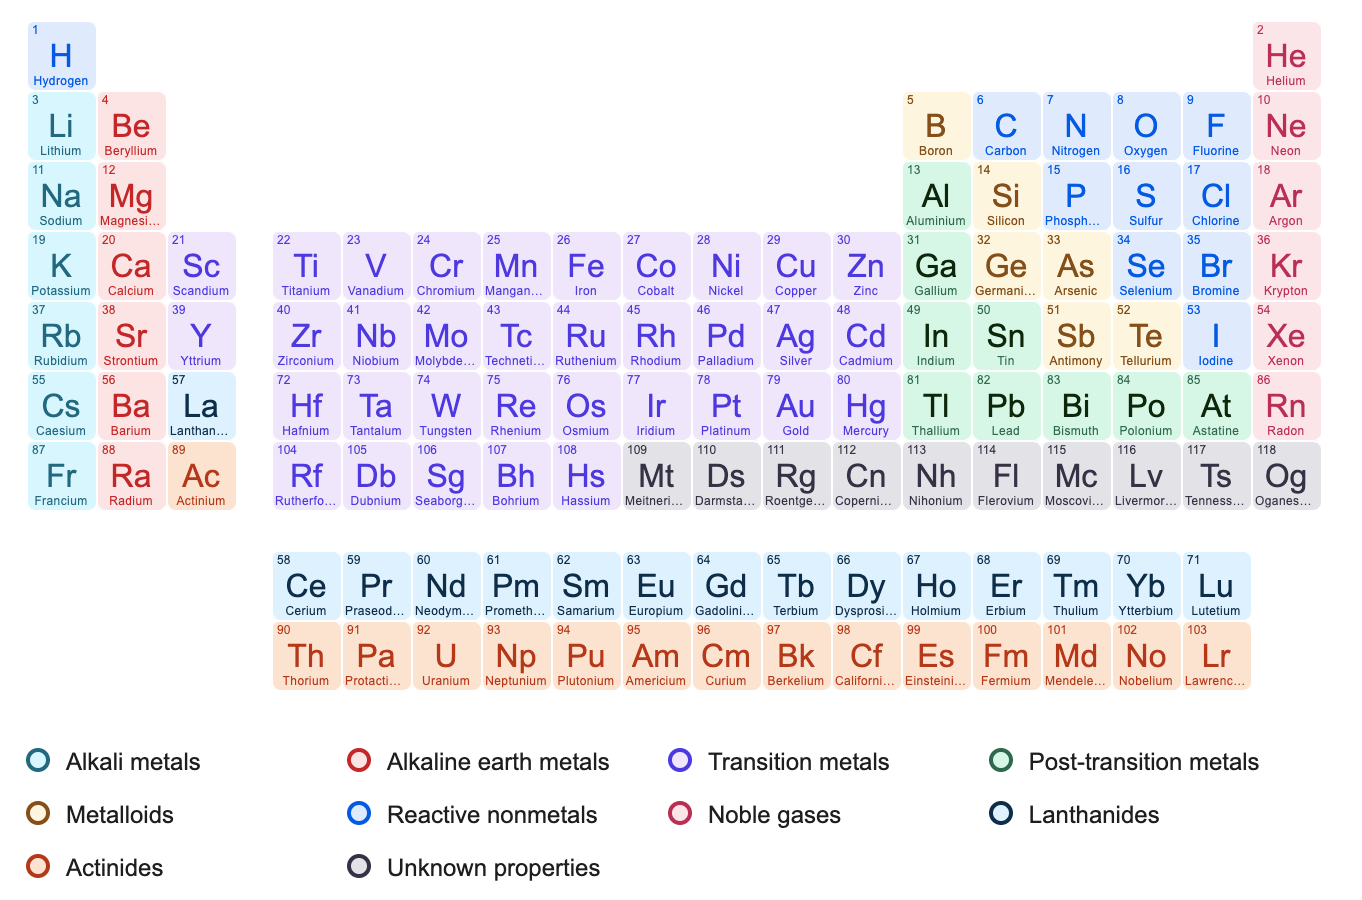 1 2
H He
Hydrogen Helium
3 4 5 6 7 8 9 10
Li Be B C N O F Ne
Lithium Beryllium Boron Carbon Nitrogen Oxygen Fluorine Neon
11 12 13 14 15 16 17 18
Na Mg Al Si P S Cl Ar
Sodium Magnesi... Aluminium Silicon Phosph... Sulfur Chlorine Argon
19 20 21 22 23 24 25 26 27 28 29 30 31 32 33 34 35 36
K Ca Sc Ti V Cr Mn Fe Co Ni Cu Zn Ga Ge As Se Br Kr
Potassium Calcium Scandium Titanium Vanadium Chromium Mangan... Iron Cobalt Nickel Copper Zinc Gallium Germani... Arsenic Selenium Bromine Krypton
37 38 39 40 41 42 43 44 45 46 47 48 49 50 51 52 53 54
Rb Sr Y Zr Nb Mo Tc Ru Rh Pd Ag Cd In Sn Sb Te I Xe
Rubidium Strontium Yttrium Zirconium Niobium Molybde... Techneti... Ruthenium Rhodium Palladium Silver Cadmium Indium Tin Antimony Tellurium Iodine Xenon
55 56 57 72 73 74 75 76 77 78 79 80 81 82 83 84 85 86
Cs Ba La Hf Ta W Re Os Ir Pt Au Hg Tl Pb Bi Po At Rn
Caesium Barium Lanthan... Hafnium Tantalum Tungsten Rhenium Osmium Iridium Platinum Gold Mercury Thallium Lead Bismuth Polonium Astatine Radon
87 88 89 104 105 106 107 108 109 110 111 112 113 114 115 116 117 118
Fr Ra Ac Rf Db Sg Bh Hs Mt Ds Rg Cn Nh Fl Mc Lv Ts Og
Francium Radium Actinium Rutherfo... Dubnium Seaborg... Bohrium Hassium Meitneri... Darmsta... Roentge... Coperni... Nihonium Flerovium Moscovi... Livermor... Tenness... Oganes...
58 59 60 61 62 63 64 65 66 67 68 69 70 71
Ce Pr Nd Pm Sm Eu Gd Tb Dy Ho Er Tm Yb Lu
Cerium Praseod... Neodym... Prometh... Samarium Europium Gadolini... Terbium Dysprosi... Holmium Erbium Thulium Ytterbium Lutetium
90 91 92 93 94 95 96 97 98 99 100 101 102 103
Th Pa U Np Pu Am Cm Bk Cf Es Fm Md No Lr
Thorium Protacti... Uranium Neptunium Plutonium Americium Curium Berkelium Californi... Einsteini... Fermium Mendele... Nobelium Lawrenc...
Alkali metals Alkaline earth metals Transition metals Post-transition metals
Metalloids Reactive nonmetals Noble gases Lanthanides
Actinides Unknown properties